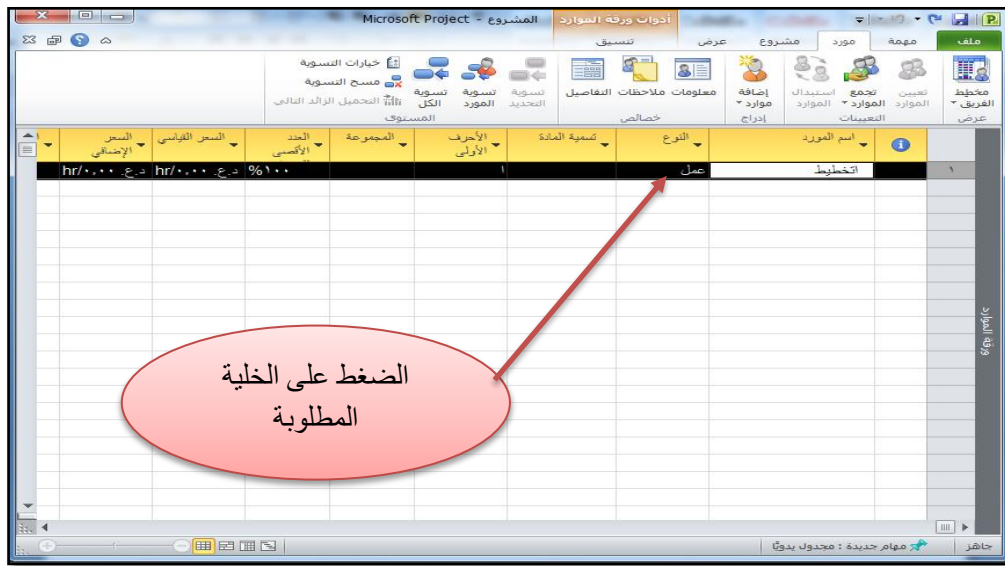 أدوات ورقة الموارد
المشروع - Microsoft Project
ملف
مهمة
مورد
مشروع
عرض
تنسيق
مخطط الفريق
تعيين الموارد
تجمع الموارد
استبدال الموارد
إضافة موارد
معلومات
ملاحظات
التفاصيل
تسوية التحديد
تسوية المورد
تسوية الكل
خيارات التسوية
مسح التسوية
التحميل الزائد التالي
عرض
التعيينات
إدراج
خصائص
المستوى
اسم المورد
النوع
تسمية المادة
الأحرف الأولى
المجموعة
العدد الأقصى
السعر القياسي
السعر الإضافي
١
اتخطيط
عمل
ا
%١٠٠
د.ع. ٠,٠٠/hr
د.ع. ٠,٠٠/hr
الضغط على الخلية
المطلوبة
ورقة الموارد
جاهز
مهام جديدة : مجدول يدويًا